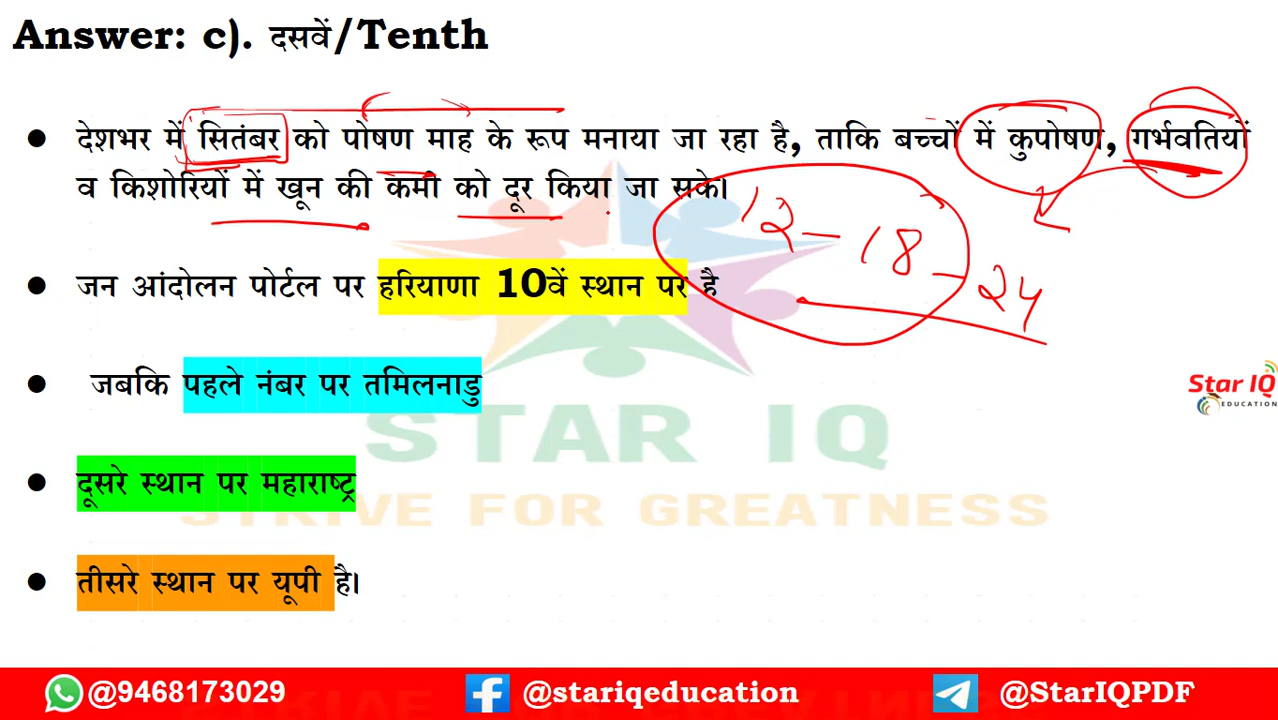 Answer: c). दसवें/Tenth
देशभर में सितंबर को पोषण माह के रूप मनाया जा रहा है, ताकि बच्चों में कुपोषण, गर्भवतियों
व किशोरियों में खून की कमी को दूर किया जा सके।
12 - 18 - 24
जन आंदोलन पोर्टल पर हरियाणा 10वें स्थान पर है
जबकि पहले नंबर पर तमिलनाडु
Star IQ
EDUCATION
STAR IQ
दूसरे स्थान पर महाराष्ट्र
STRIVE FOR GREATNESS
तीसरे स्थान पर यूपी है।
@9468173029 @stariqeducation @StarIQPDF